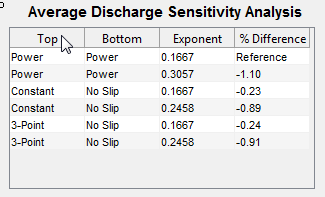 Average Discharge Sensitivity Analysis
Top Bottom Exponent % Difference
Power Power 0.1667 Reference
Power Power 0.3057 -1.10
Constant No Slip 0.1667 -0.23
Constant No Slip 0.2458 -0.89
3-Point No Slip 0.1667 -0.24
3-Point No Slip 0.2458 -0.91